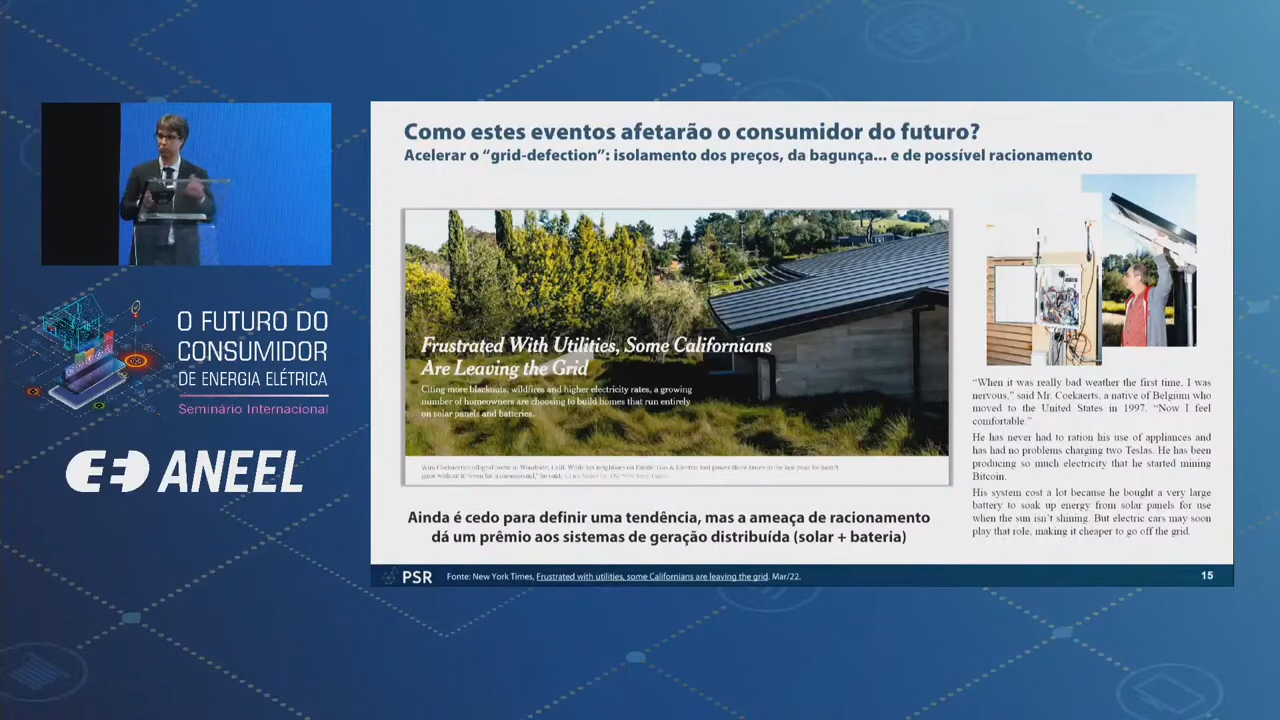 Como estes eventos afetarão o consumidor do futuro?
Acelerar o “grid-defection”: isolamento dos preços, da bagunça... e de possível racionamento
O FUTURO DO
CONSUMIDOR
DE ENERGIA ELÉTRICA
Seminário Internacional
ANEEL
Frustrated With Utilities, Some Californians
Are Leaving the Grid
Citing more blackouts, wildfires and higher electricity rates, a growing
number of homeowners are choosing to build homes that run entirely
on solar panels and batteries.
Ainda é cedo para definir uma tendência, mas a ameaça de racionamento
dá um prêmio aos sistemas de geração distribuída (solar + bateria)
“When it was really bad weather the first time, I was
nervous,” said Mr. Coekaerts, a native of Belgium who
moved to the United States in 1997. “Now I feel
comfortable.”
He has never had to ration his use of appliances and
has had no problems charging two Teslas. He has been
producing so much electricity that he started mining
Bitcoin.
His system cost a lot because he bought a very large
battery to soak up energy from solar panels for use
when the sun isn’t shining. But electric cars may soon
play that role, making it cheaper to go off the grid.
PSR
Fonte: New York Times, Frustrated with utilities, some Californians are leaving the grid. Mar/22.
15